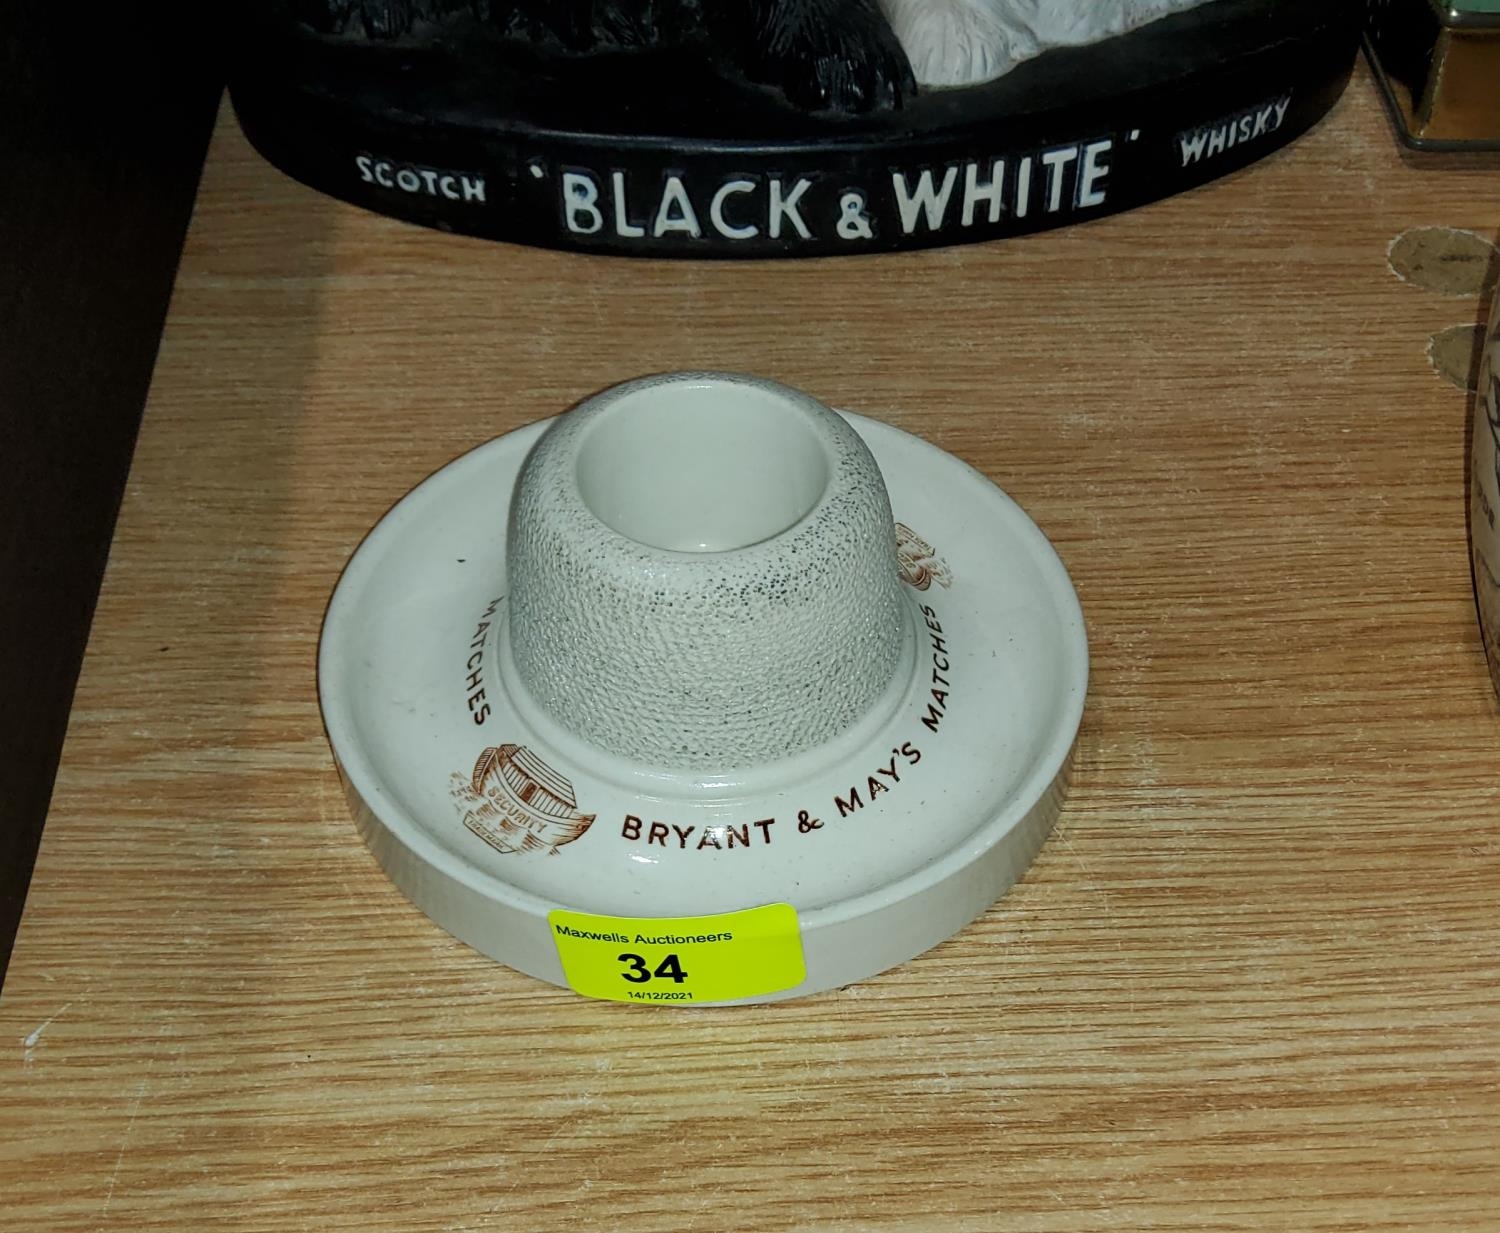 SCOTCH 'BLACK & WHITE' WHISKY
MATCHES
SECURITY
BRYANT & MAY'S MATCHES
Maxwells Auctioneers
34
14/12/2021